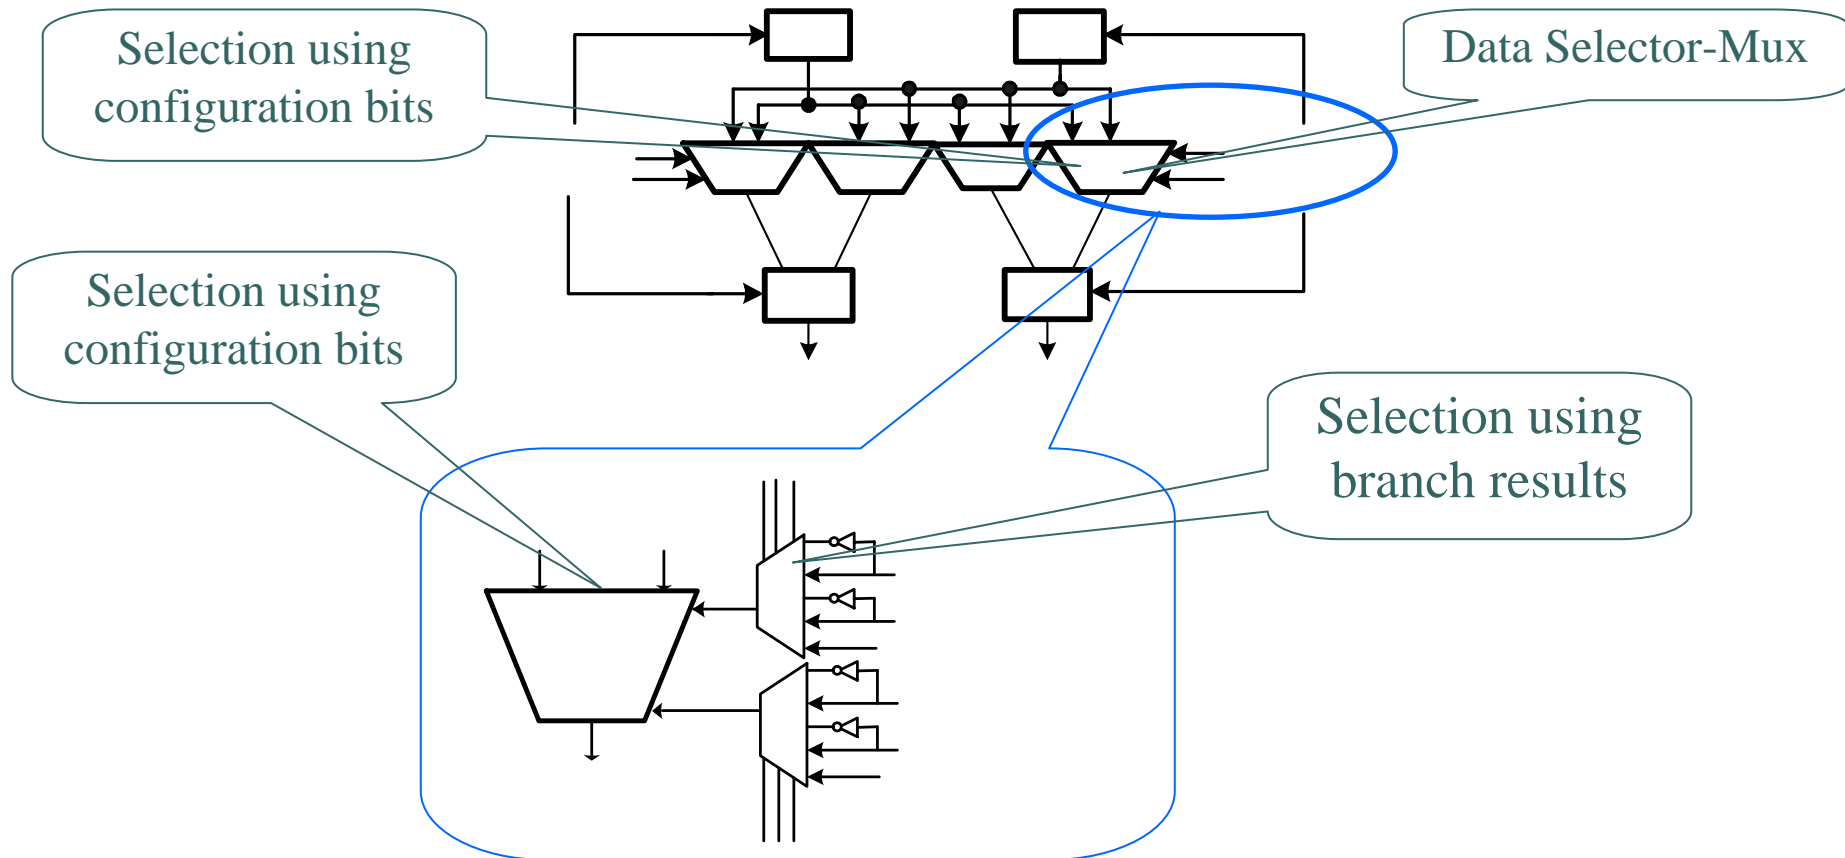 Selection using
configuration bits
Data Selector-Mux
Selection using
configuration bits
Selection using
branch results